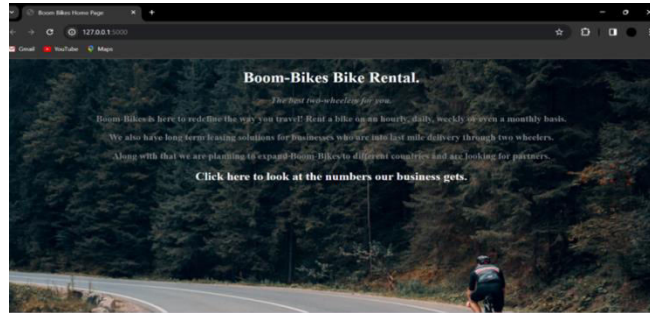 Boom Bikes Home Page
127.0.0.1:5000
Gmail YouTube Maps
Boom-Bikes Bike Rental.
The best two-wheelers for you.
Boom-Bikes is here to redefine the way you travel! Rent a bike on an hourly, daily, weekly or even a monthly basis.
We also have long term leasing solutions for businesses who are into last mile delivery through two wheelers.
Along with that we are planning to expand Boom-Bikes to different countries and are looking for partners.
Click here to look at the numbers our business gets.